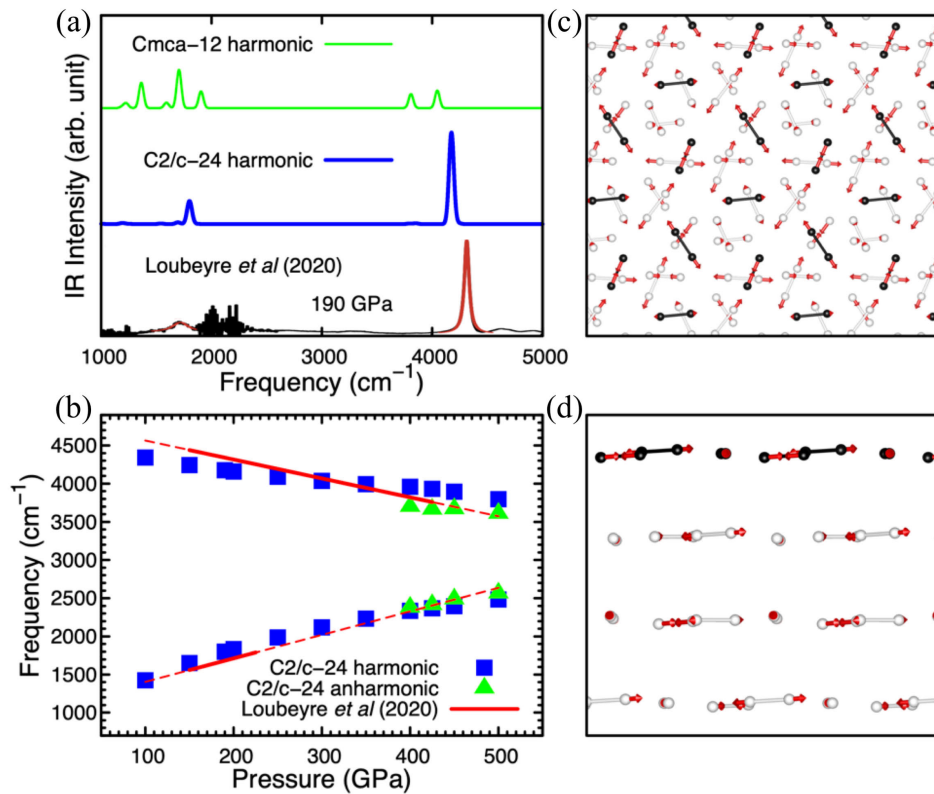 (a)
Cmca-12 harmonic
C2/c-24 harmonic
Loubeyre et al (2020)
190 GPa
IR Intensity (arb. unit)
1000 2000 3000 4000 5000
Frequency (cm⁻¹)
(b)
4500
4000
3500
3000
2500
2000
1500
1000
Frequency (cm⁻¹)
C2/c-24 harmonic
C2/c-24 anharmonic
Loubeyre et al (2020)
100 200 300 400 500
Pressure (GPa)
(c)
(d)